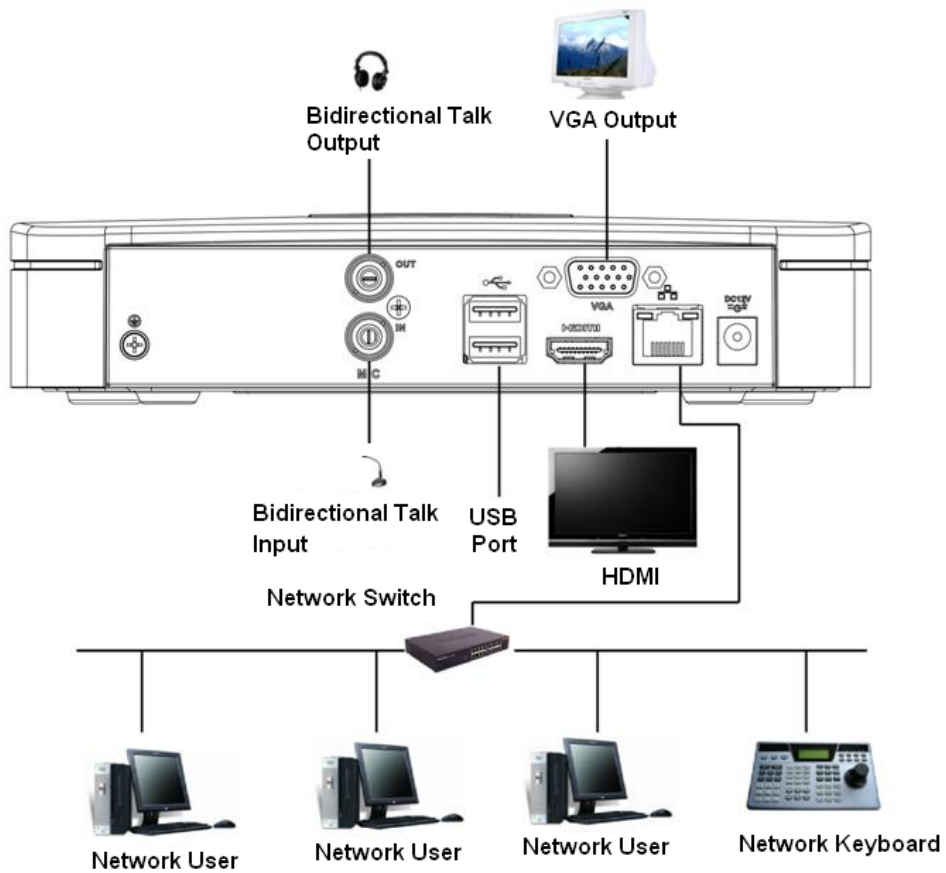 Bidirectional Talk
Output
VGA Output
OUT
VGA
DC12V
IN
HDMI
MIC
Bidirectional Talk
Input
USB
Port
HDMI
Network Switch
Network User
Network User
Network User
Network Keyboard